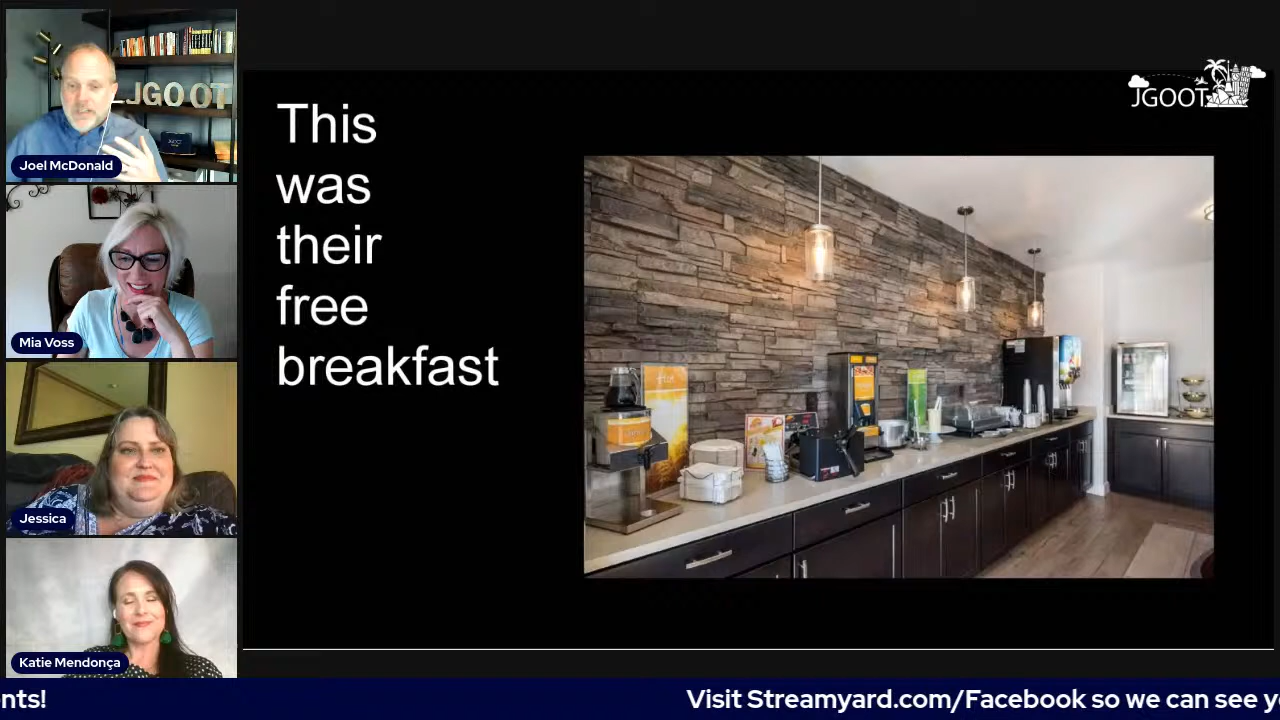 JGOOT
Joel McDonald
Mia Voss
Jessica
Katie Mendonça
This
was
their
free
breakfast
JGOOT
nts!
Visit Streamyard.com/Facebook so we can see y